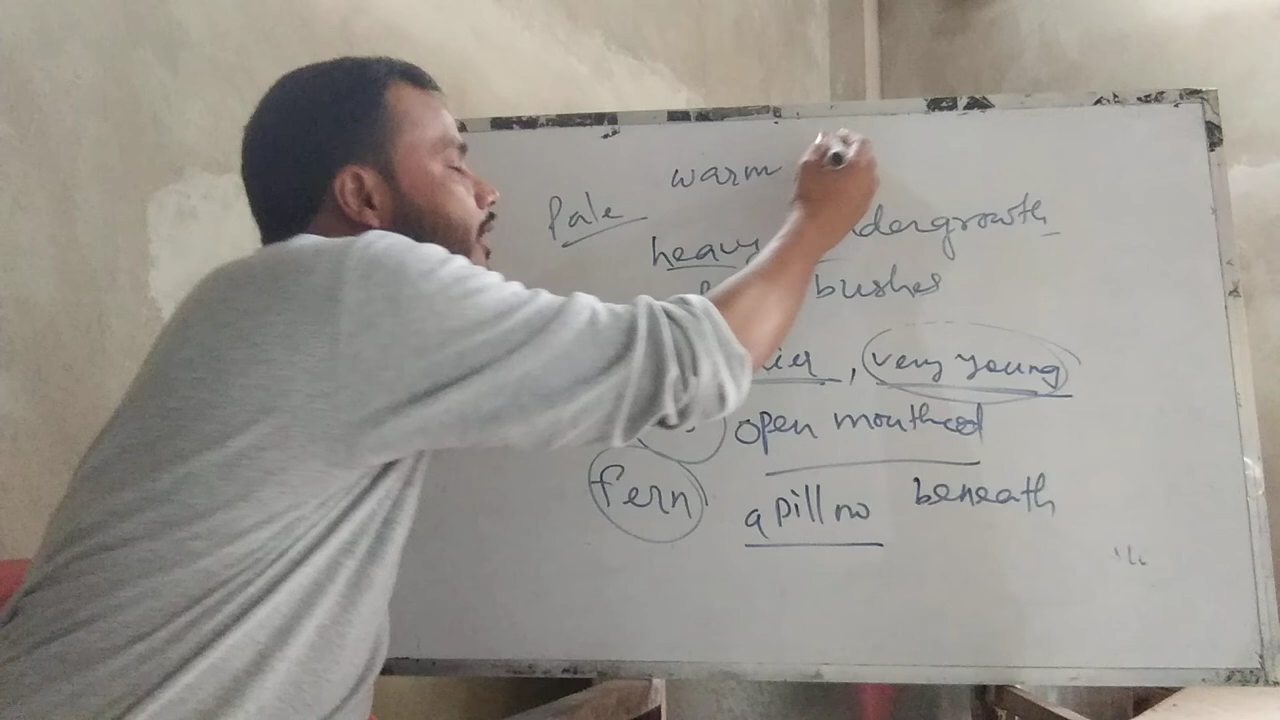 warm
Pale
heavy
bushes
, very young
open mouthed
fern a pillow beneath